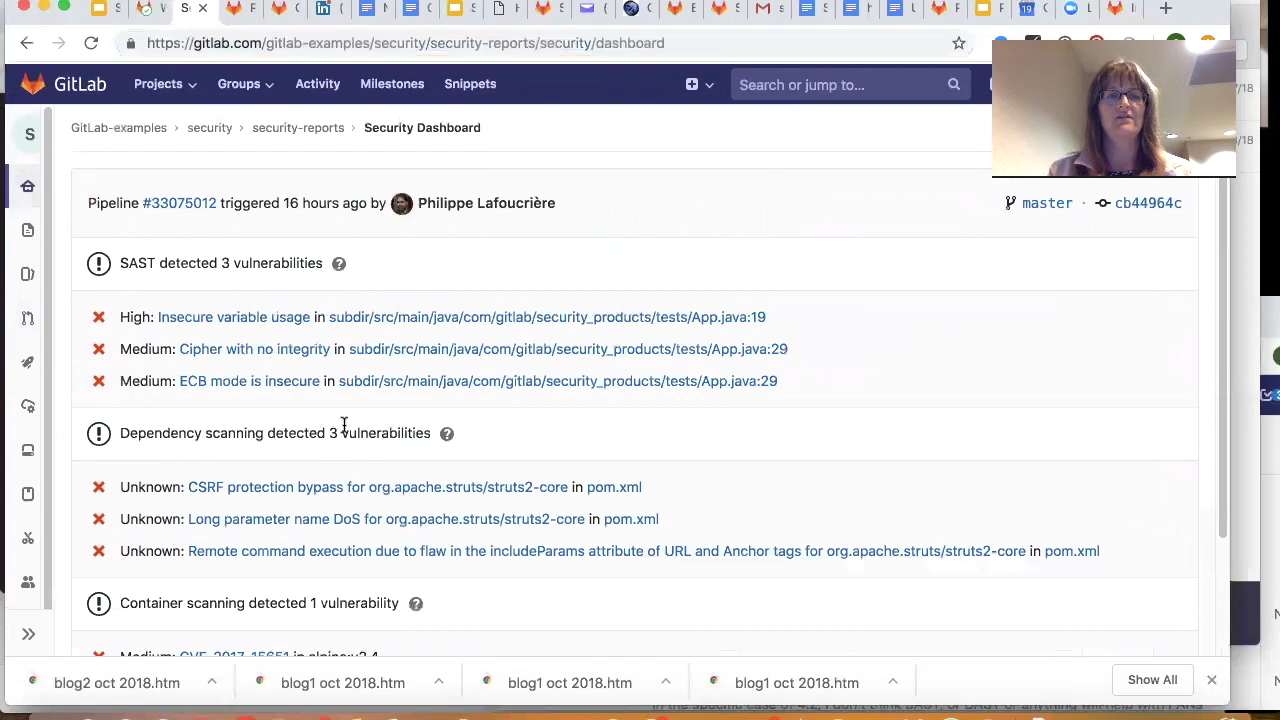 https://gitlab.com/gitlab-examples/security/security-reports/security/dashboard
GitLab Projects Groups Activity Milestones Snippets Search or jump to...
S GitLab-examples › security › security-reports › Security Dashboard
Pipeline #33075012 triggered 16 hours ago by Philippe Lafoucrière master · cb44964c
SAST detected 3 vulnerabilities
High: Insecure variable usage in subdir/src/main/java/com/gitlab/security_products/tests/App.java:19
Medium: Cipher with no integrity in subdir/src/main/java/com/gitlab/security_products/tests/App.java:29
Medium: ECB mode is insecure in subdir/src/main/java/com/gitlab/security_products/tests/App.java:29
Dependency scanning detected 3 vulnerabilities
Unknown: CSRF protection bypass for org.apache.struts/struts2-core in pom.xml
Unknown: Long parameter name DoS for org.apache.struts/struts2-core in pom.xml
Unknown: Remote command execution due to flaw in the includeParams attribute of URL and Anchor tags for org.apache.struts/struts2-core in pom.xml
Container scanning detected 1 vulnerability
Medium: CVE-2017-15651 in alpine:v3.4
blog2 oct 2018.htm blog1 oct 2018.htm blog1 oct 2018.htm blog1 oct 2018.htm Show All